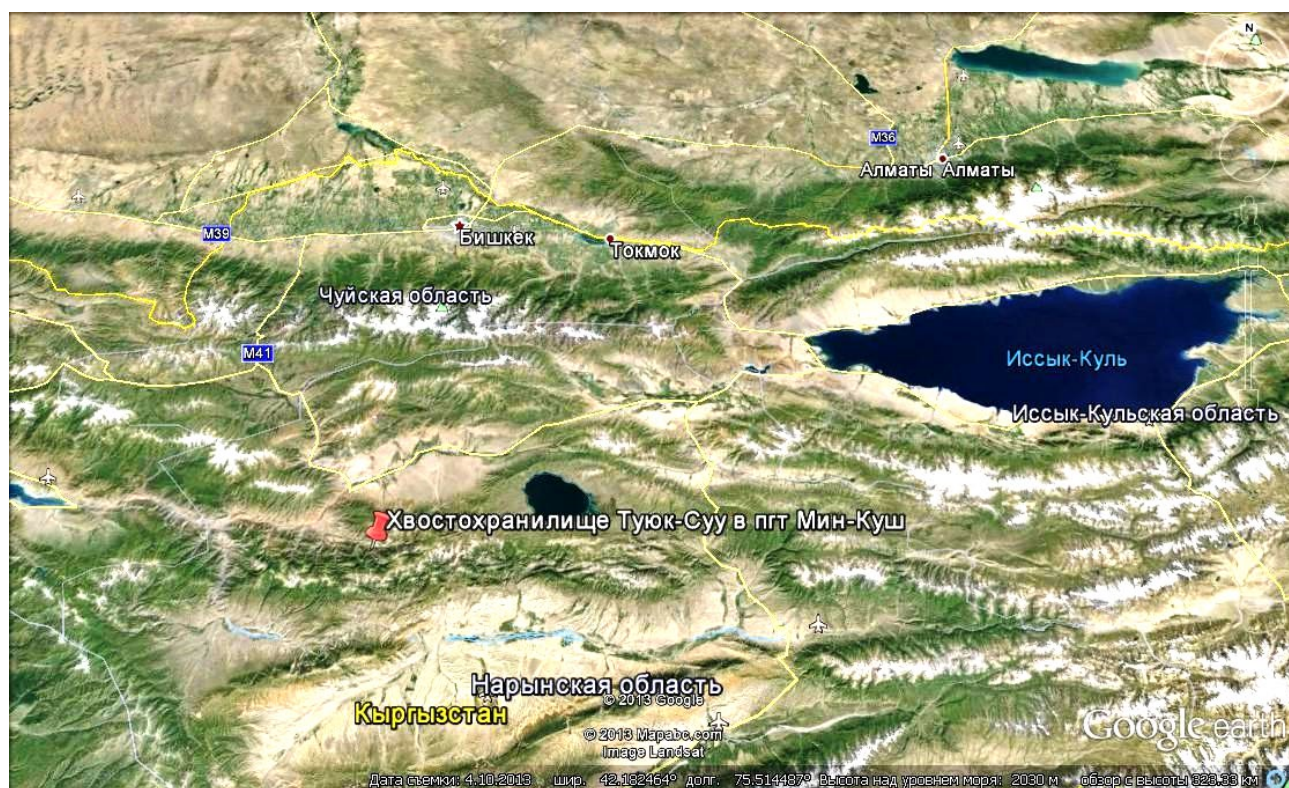 N
M36
Алматы Алматы
M39
Бишкек
Токмок
Чуйская область
M41
Иссык-Куль
Иссык-Кульская область
Хвостохранилище Туюк-Суу в пгт Мин-Куш
Нарынская область
© 2013 Google
Кыргызстан
© 2013 Mapabc.com
Image Landsat
Google earth
Дата съемки: 4.10.2013 шир. 42.182464° долг. 75.514487° Высота над уровнем моря: 2030 м обзор с высоты 323.33 км